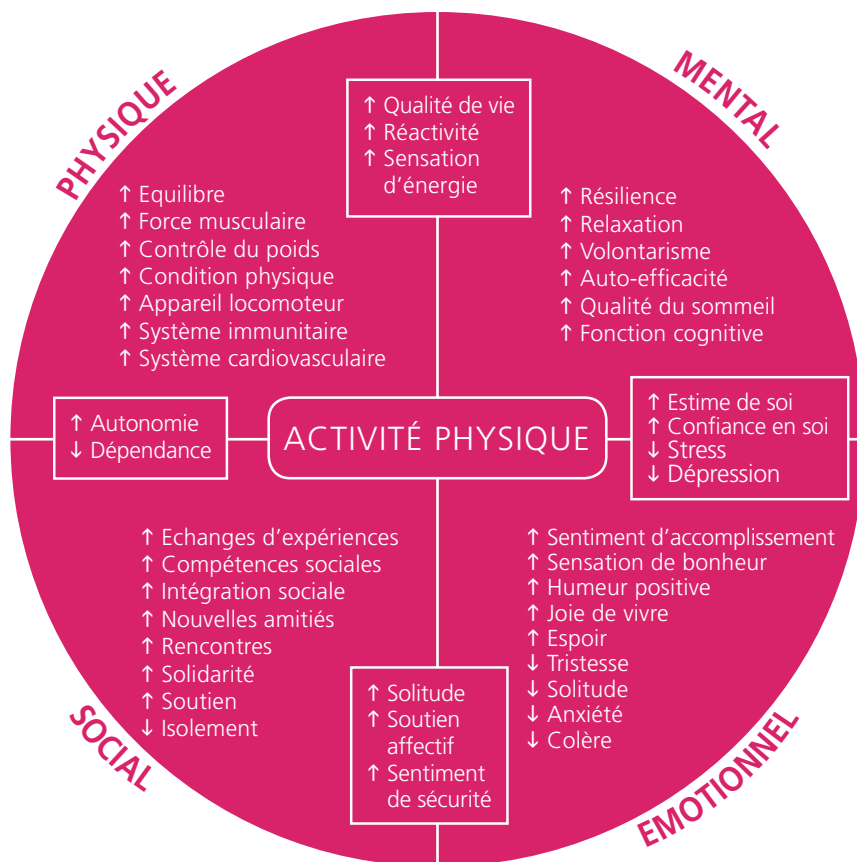 PHYSIQUE
MENTAL
↑ Qualité de vie
↑ Réactivité
↑ Sensation
d'énergie
↑ Equilibre
↑ Force musculaire
↑ Contrôle du poids
↑ Condition physique
↑ Appareil locomoteur
↑ Système immunitaire
↑ Système cardiovasculaire
↑ Résilience
↑ Relaxation
↑ Volontarisme
↑ Auto-efficacité
↑ Qualité du sommeil
↑ Fonction cognitive
↑ Autonomie
↓ Dépendance
ACTIVITÉ PHYSIQUE
↑ Estime de soi
↑ Confiance en soi
↓ Stress
↓ Dépression
↑ Echanges d'expériences
↑ Compétences sociales
↑ Intégration sociale
↑ Nouvelles amitiés
↑ Rencontres
↑ Solidarité
↑ Soutien
↓ Isolement
↑ Solitude
↑ Soutien
affectif
↑ Sentiment
de sécurité
↑ Sentiment d'accomplissement
↑ Sensation de bonheur
↑ Humeur positive
↑ Joie de vivre
↑ Espoir
↓ Tristesse
↓ Solitude
↓ Anxiété
↓ Colère
SOCIAL
EMOTIONNEL